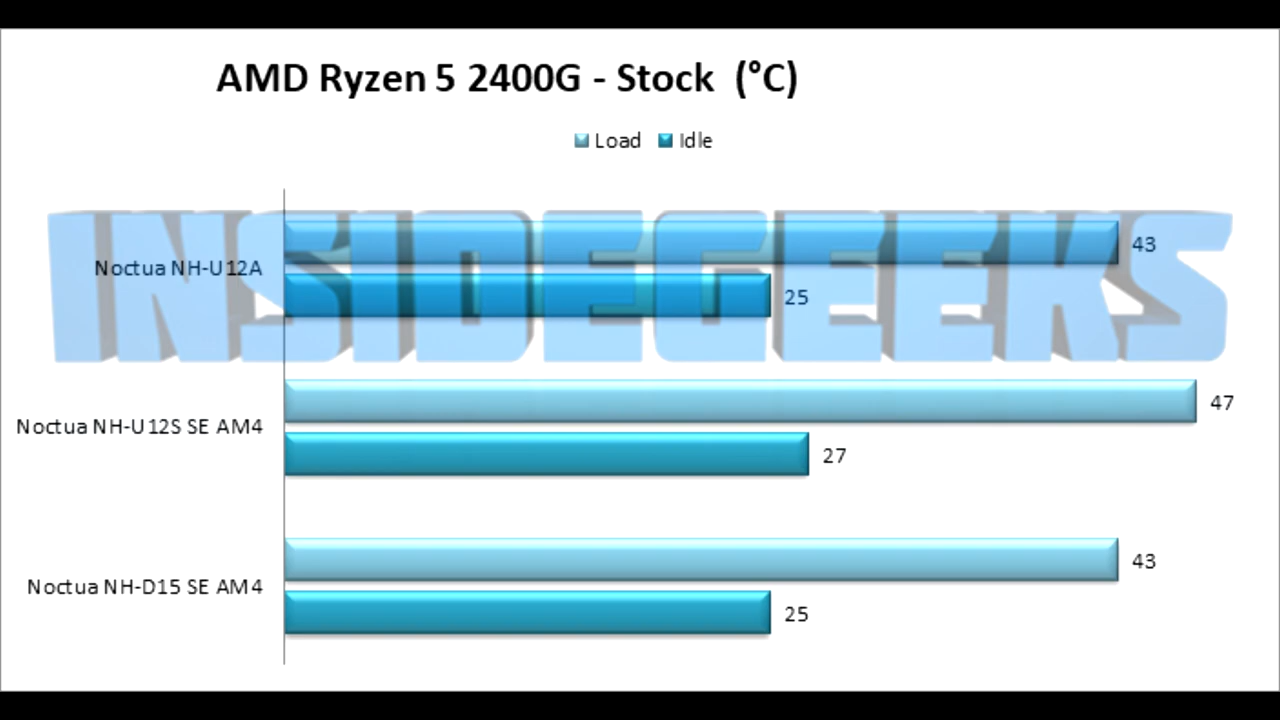 AMD Ryzen 5 2400G - Stock (°C)
Load Idle
INSIDEGEEKS
Noctua NH-U12A
43
25
Noctua NH-U12S SE AM4
47
27
Noctua NH-D15 SE AM4
43
25